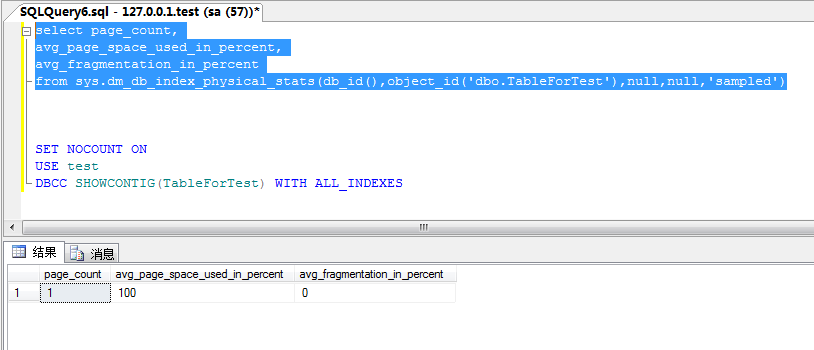 SQLQuery6.sql - 127.0.0.1.test (sa (57))*
select page_count,
avg_page_space_used_in_percent,
avg_fragmentation_in_percent
from sys.dm_db_index_physical_stats(db_id(),object_id('dbo.TableForTest'),null,null,'sampled')
SET NOCOUNT ON
USE test
DBCC SHOWCONTIG(TableForTest) WITH ALL_INDEXES
结果 消息
page_count avg_page_space_used_in_percent avg_fragmentation_in_percent
1 1 100 0